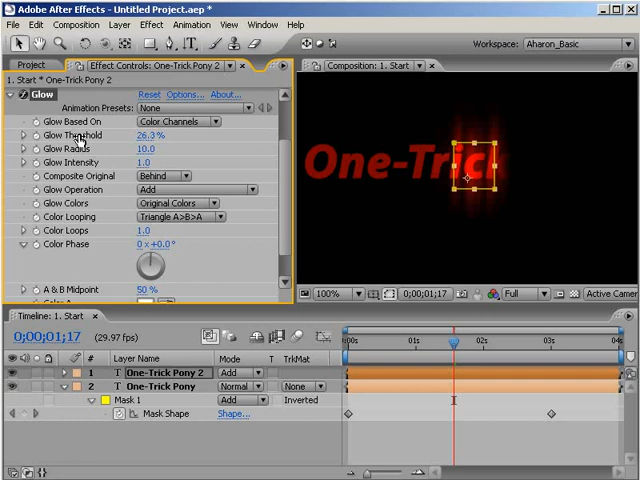 Adobe After Effects - Untitled Project.aep *
File Edit Composition Layer Effect Animation View Window Help
Workspace: Aharon_Basic
Project Effect Controls: One-Trick Pony 2 Composition: 1. Start
1. Start * One-Trick Pony 2
Glow Reset Options... About...
Animation Presets: None
Glow Based On Color Channels
Glow Threshold 26.3 %
Glow Radius 10.0
Glow Intensity 1.0
Composite Original Behind
Glow Operation Add
Glow Colors Original Colors
Color Looping Triangle A>B>A
Color Loops 1.0
Color Phase 0 x+0.0°
A & B Midpoint 50 %
One-Trick
100% 0;00;01;17 Full Active Camer
Timeline: 1. Start
0;00;01;17 (29.97 fps)
# Layer Name Mode T TrkMat
:00s 01s 02s 03s 04s
1 T One-Trick Pony 2 Add
2 T One-Trick Pony Normal None
Mask 1 Add Inverted
Mask Shape Shape...